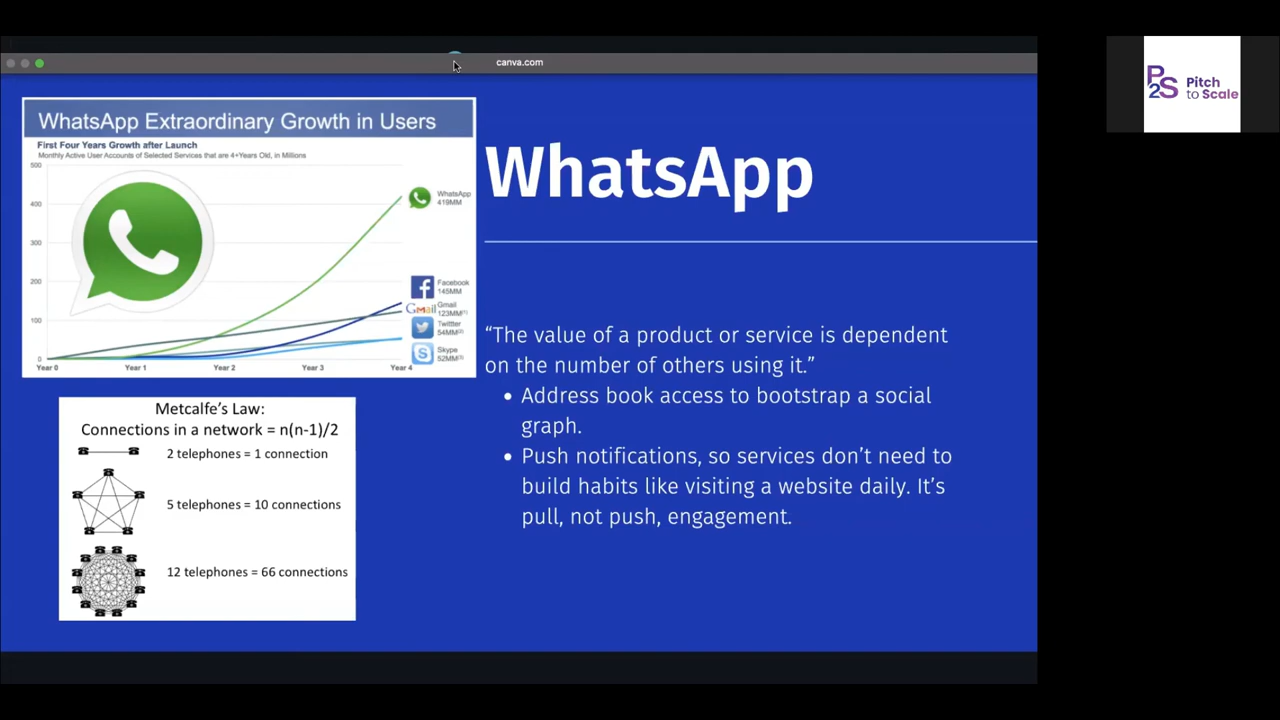 canva.com
P2S Pitch
to Scale
WhatsApp Extraordinary Growth in Users
First Four Years Growth after Launch
Monthly Active User Accounts of Selected Services that are 4+Years Old, in Millions
500
400
300
200
100
0
Year 0
Year 1
Year 2
Year 3
Year 4
WhatsApp
419MM
Facebook
145MM
Gmail
Gmail
123MM
Twitter
54MM
Skype
52MM
Metcalfe's Law:
Connections in a network = n(n-1)/2
2 telephones = 1 connection
5 telephones = 10 connections
12 telephones = 66 connections
WhatsApp
“The value of a product or service is dependent
on the number of others using it.”
• Address book access to bootstrap a social
graph.
• Push notifications, so services don’t need to
build habits like visiting a website daily. It’s
pull, not push, engagement.